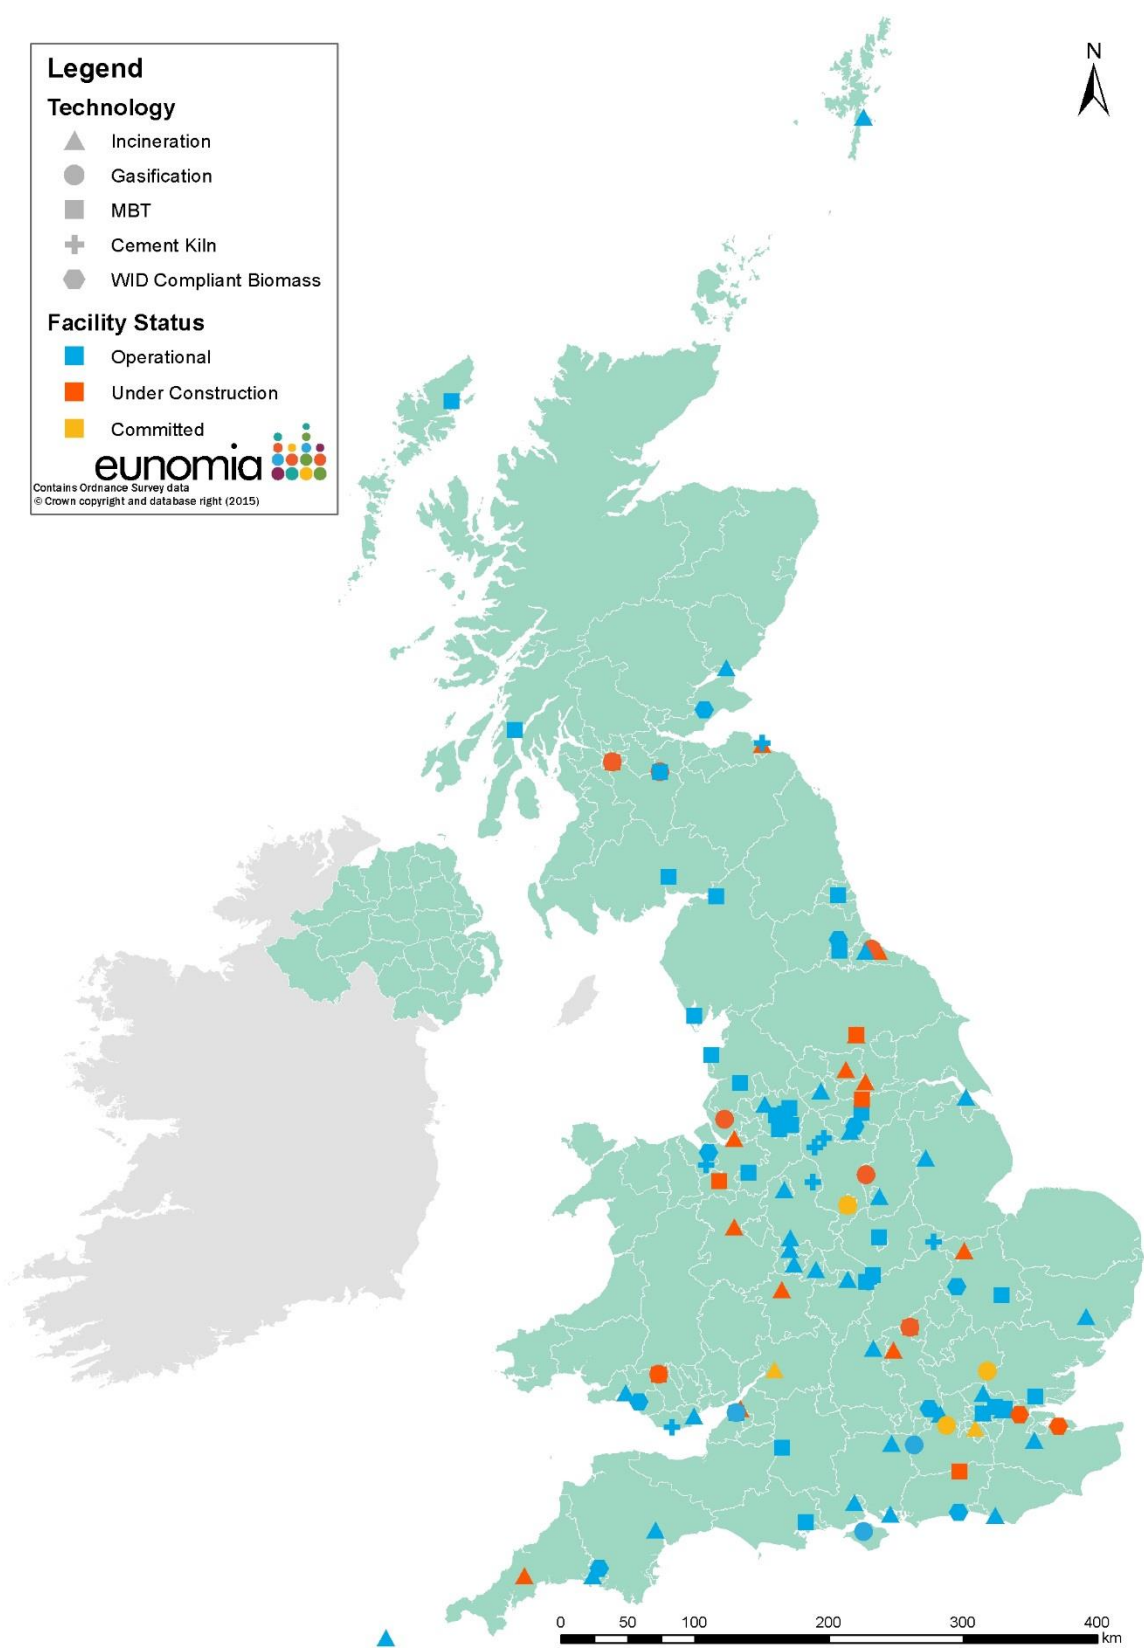 Legend
Technology
Incineration
Gasification
MBT
Cement Kiln
WID Compliant Biomass
Facility Status
Operational
Under Construction
Committed
eunomia
Contains Ordnance Survey data
© Crown copyright and database right (2015)
N
0 50 100 200 300 400
km